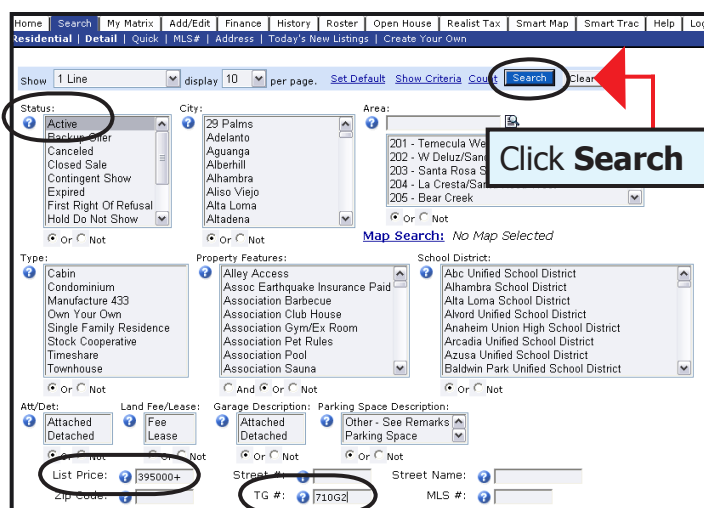 Home Search My Matrix Add/Edit Finance History Roster Open House Realist Tax Smart Map Smart Trac Help Log
Residential | Detail | Quick | MLS# | Address | Today's New Listings | Create Your Own
Show 1 Line display 10 per page. Set Default Show Criteria Count Search Clear
Status: City: Area:
Active 29 Palms
Backup Offer Adelanto 201 - Temecula We
Canceled Aguanga 202 - W Deluz/San
Closed Sale Alberhill 203 - Santa Rosa S
Contingent Show Alhambra 204 - La Cresta/Sa
Expired Aliso Viejo 205 - Bear Creek
First Right Of Refusal Alta Loma
Hold Do Not Show Altadena
Click Search
Or Not Or Not Or Not
Map Search: No Map Selected
Type: Property Features: School District:
Cabin Alley Access Abc Unified School District
Condominium Assoc Earthquake Insurance Paid Alhambra School District
Manufacture 433 Association Barbecue Alta Loma School District
Own Your Own Association Club House Alvord Unified School District
Single Family Residence Association Gym/Ex Room Anaheim Union High School District
Stock Cooperative Association Pet Rules Arcadia Unified School District
Timeshare Association Pool Azusa Unified School District
Townhouse Association Sauna Baldwin Park Unified School District
Or Not And Or Not Or Not
Att/Det: Land Fee/Lease: Garage Description: Parking Space Description:
Attached Fee Attached Other - See Remarks
Detached Lease Detached Parking Space
Or Not Or Not Or Not Or Not
List Price: 395000+ Street #: Street Name:
Zip Code: TG #: 710G2 MLS #: